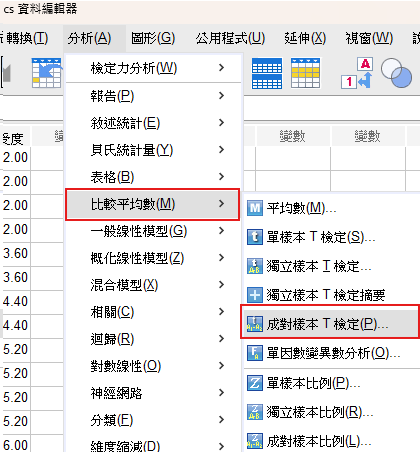 cs 資料編輯器
轉換(T) 分析(A) 圖形(G) 公用程式(U) 延伸(X) 視窗(W)
檢定力分析(W)
報告(P)
敘述統計(E)
變數 變數
貝氏統計量(Y)
2.00
表格(B)
2.00
比較平均數(M)
2.00
平均數(M)...
一般線性模型(G)
2.00
單樣本 T 檢定(S)...
概化線性模型(Z)
3.60
獨立樣本 T 檢定...
混合模型(X)
3.60
獨立樣本 T 檢定摘要
相關(C)
4.40
成對樣本 T 檢定(P)...
迴歸(R)
4.40
單因數變異數分析(O)...
對數線性(O)
5.20
單樣本比例(P)...
神經網路
5.20
獨立樣本比例(R)...
分類(F)
5.20
成對樣本比例(L)...
維度縮減(D)
6.00